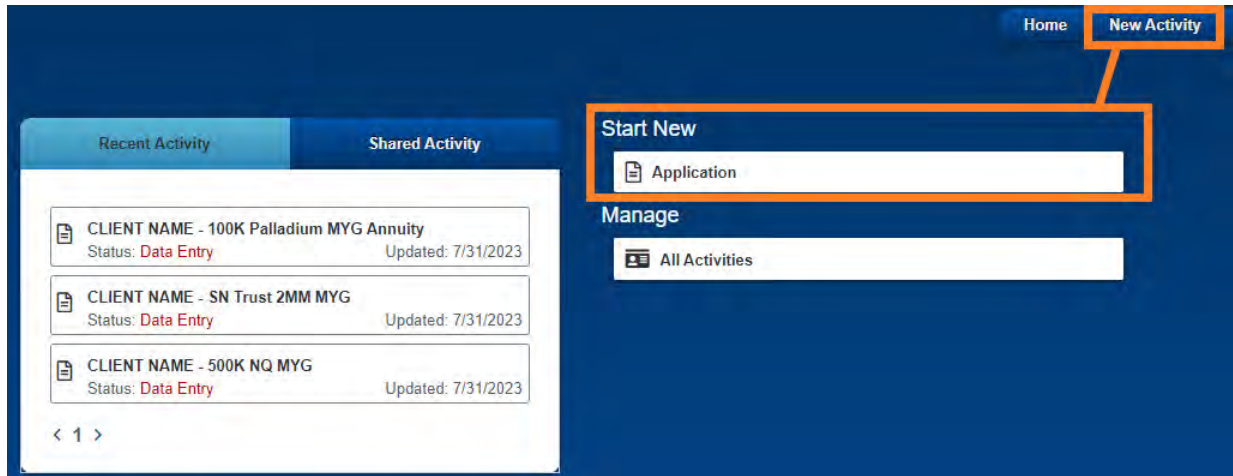 Home New Activity
Recent Activity Shared Activity
CLIENT NAME - 100K Palladium MYG Annuity
Status: Data Entry Updated: 7/31/2023
CLIENT NAME - SN Trust 2MM MYG
Status: Data Entry Updated: 7/31/2023
CLIENT NAME - 500K NQ MYG
Status: Data Entry Updated: 7/31/2023
< 1 >
Start New
Application
Manage
All Activities